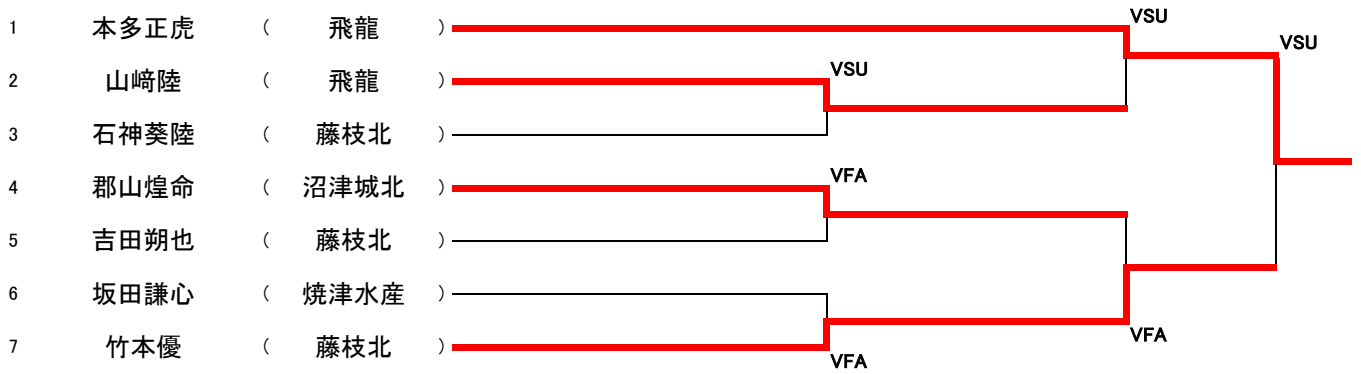 VSU
1 本多正虎 （ 飛龍 ）
VSU
2 山﨑陸 （ 飛龍 ）
VSU
3 石神葵陸 （ 藤枝北 ）
4 郡山煌命 （ 沼津城北 ）
VFA
5 吉田朔也 （ 藤枝北 ）
6 坂田謙心 （ 焼津水産 ）
7 竹本優 （ 藤枝北 ）
VFA
VFA